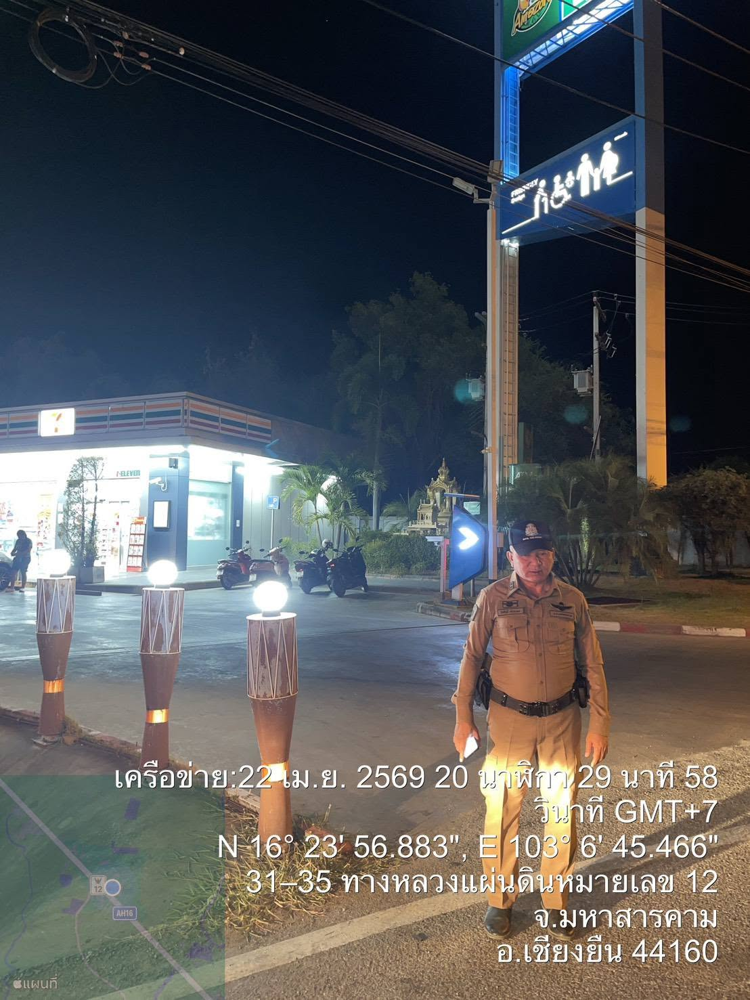 Amazon
FRIENDLY
Design
7
7-ELEVEN
P
เครือข่าย:22 เม.ย. 2569 20 นาฬิกา 29 นาที 58
วินาที GMT+7
N 16° 23' 56.883", E 103° 6' 45.466"
31–35 ทางหลวงแผ่นดินหมายเลข 12
จ.มหาสารคาม
อ.เชียงยืน 44160
12
AH16
แผนที่